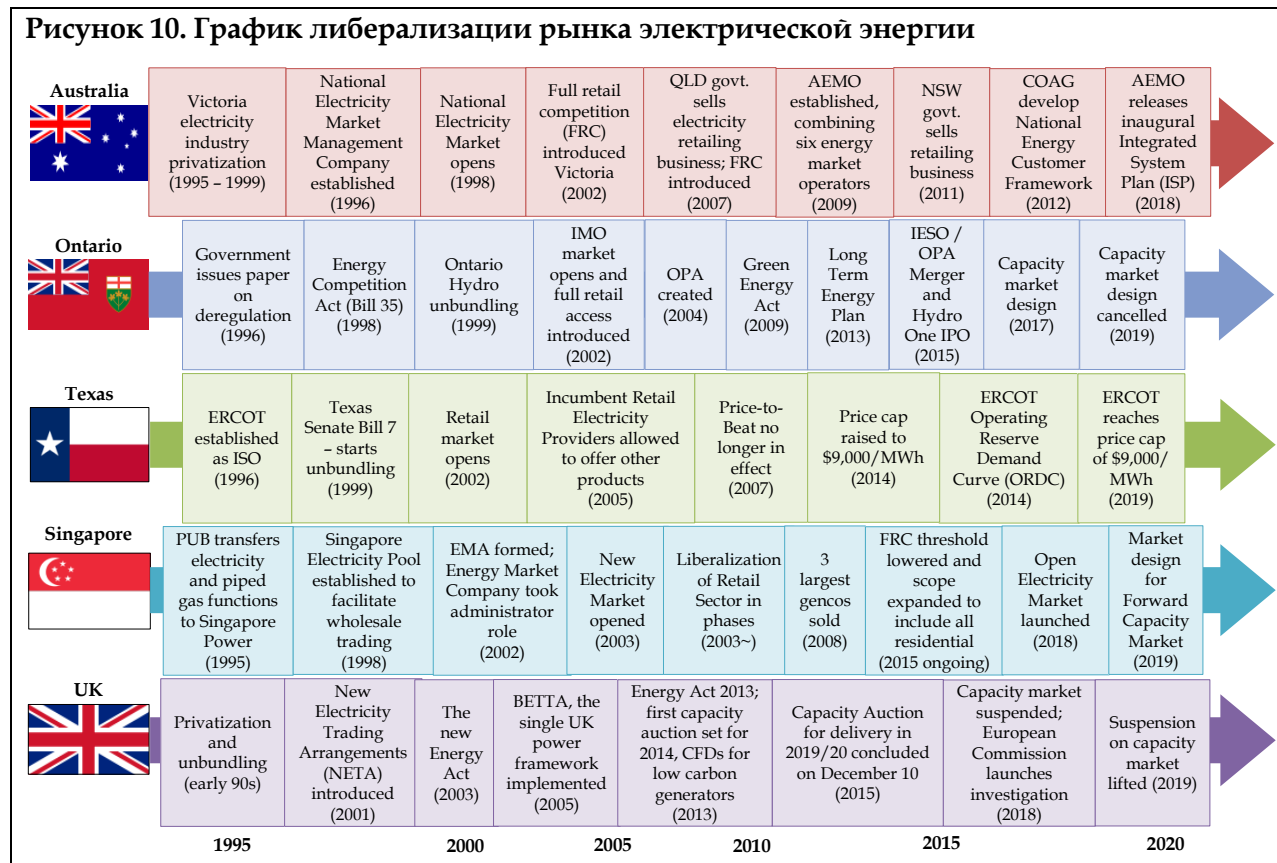 Рисунок 10. График либерализации рынка электрической энергии
Australia
Victoria
electricity
industry
privatization
(1995 – 1999)
National
Electricity
Market
Management
Company
established
(1996)
National
Electricity
Market opens
(1998)
Full retail
competition
(FRC)
introduced
Victoria
(2002)
QLD govt.
sells
electricity
retailing
business; FRC
introduced
(2007)
AEMO
established,
combining
six energy
market
operators
(2009)
NSW
govt.
sells
retailing
business
(2011)
COAG
develop
National
Energy
Customer
Framework
(2012)
AEMO
releases
inaugural
Integrated
System
Plan (ISP)
(2018)
Ontario
Government
issues paper
on
deregulation
(1996)
Energy
Competition
Act (Bill 35)
(1998)
Ontario
Hydro
unbundling
(1999)
IMO
market
opens and
full retail
access
introduced
(2002)
OPA
created
(2004)
Green
Energy
Act
(2009)
Long
Term
Energy
Plan
(2013)
IESO /
OPA
Merger
and Hydro
One IPO
(2015)
Capacity
market
design
(2017)
Capacity
market
design
cancelled
(2019)
Texas
ERCOT
established
as ISO
(1996)
Texas
Senate Bill 7
– starts
unbundling
(1999)
Retail
market
opens
(2002)
Incumbent Retail
Electricity
Providers allowed
to offer other
products
(2005)
Price-to-
Beat no
longer in
effect
(2007)
Price cap
raised to
$9,000/MWh
(2014)
ERCOT
Operating
Reserve
Demand
Curve (ORDC)
(2014)
ERCOT
reaches
price cap
of $9,000/
MWh
(2019)
Singapore
PUB transfers
electricity
and piped
gas functions
to Singapore
Power
(1995)
Singapore
Electricity Pool
established to
facilitate
wholesale
trading
(1998)
EMA formed;
Energy Market
Company took
administrator
role
(2002)
New
Electricity
Market
opened
(2003)
Liberalization
of Retail
Sector in
phases
(2003~)
3
largest
gencos
sold
(2008)
FRC threshold
lowered and
scope
expanded to
include all
residential
(2015 ongoing)
Open
Electricity
Market
launched
(2018)
Market
design
for
Forward
Capacity
Market
(2019)
UK
Privatization
and
unbundling
(early 90s)
New
Electricity
Trading
Arrangements
(NETA)
introduced
(2001)
The
new
Energy
Act
(2003)
BETTA, the
single UK
power
framework
implemented
(2005)
Energy Act 2013;
first capacity
auction set for
2014, CFDs for
low carbon
generators
(2013)
Capacity Auction
for delivery in
2019/20 concluded
on December 10
(2015)
Capacity market
suspended;
European
Commission
launches
investigation
(2018)
Suspension
on capacity
market
lifted (2019)
1995
2000
2005
2010
2015
2020